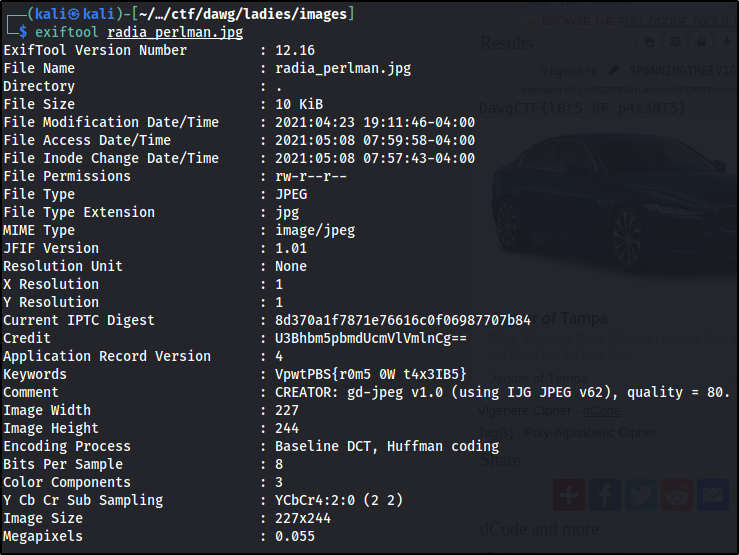 (kali㉿kali)-[~/…/ctf/dawg/ladies/images]
$ exiftool radia_perlman.jpg
ExifTool Version Number : 12.16
File Name : radia_perlman.jpg
Directory : .
File Size : 10 KiB
File Modification Date/Time : 2021:04:23 19:11:46-04:00
File Access Date/Time : 2021:05:08 07:59:58-04:00
File Inode Change Date/Time : 2021:05:08 07:57:43-04:00
File Permissions : rw-r--r--
File Type : JPEG
File Type Extension : jpg
MIME Type : image/jpeg
JFIF Version : 1.01
Resolution Unit : None
X Resolution : 1
Y Resolution : 1
Current IPTC Digest : 8d370a1f7871e76616c0f06987707b84
Credit : U3Bhbm5pbmdUcmVlVmlnCg==
Application Record Version : 4
Keywords : VpwtPBS{r0m5 0W t4x3IB5}
Comment : CREATOR: gd-jpeg v1.0 (using IJG JPEG v62), quality = 80.
Image Width : 227
Image Height : 244
Encoding Process : Baseline DCT, Huffman coding
Bits Per Sample : 8
Color Components : 3
Y Cb Cr Sub Sampling : YCbCr4:2:0 (2 2)
Image Size : 227x244
Megapixels : 0.055
BROWSE THE FULL DCODE TOOLS'
Results
Vigenere
DawgCTF{l0t5 0F p4t3NT5}
of Tampa
Jaguar of Tampa
Vigenere Cipher - dCode
Tag(s) : Poly-Alphabetic Cipher
Share
dCode and more